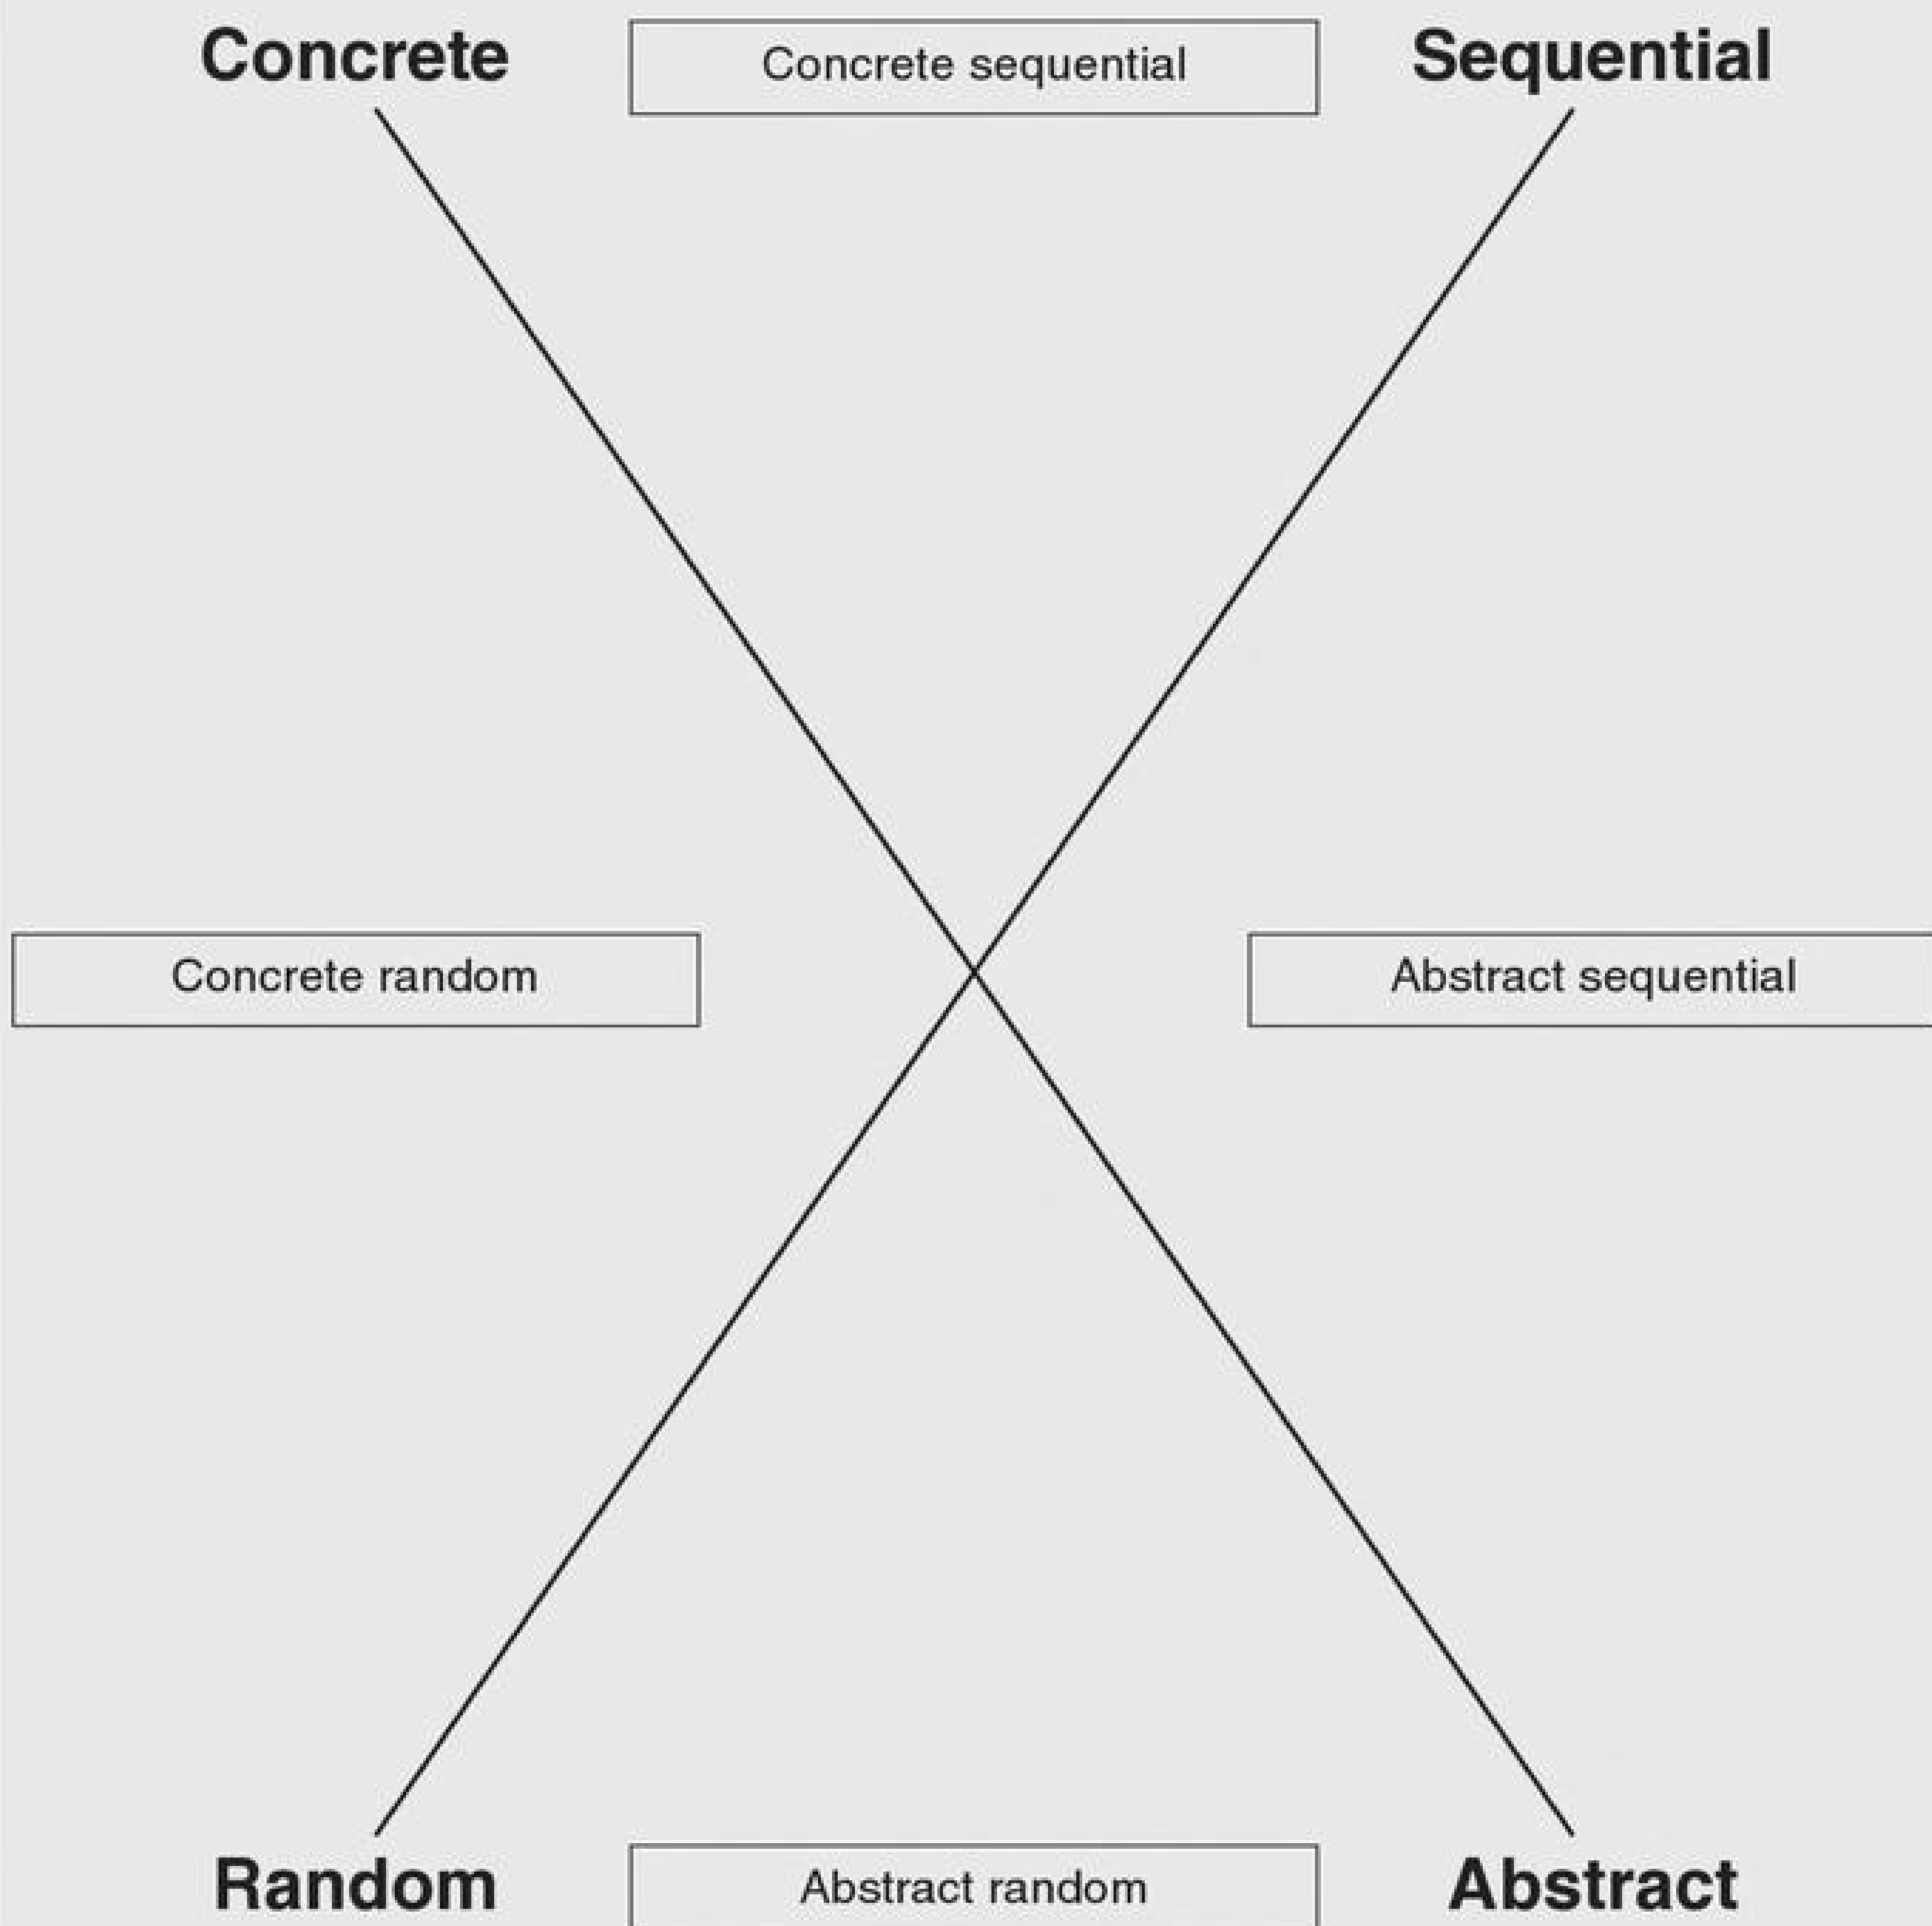 Concrete
Concrete sequential
Sequential
Concrete random
Abstract sequential
Random
Abstract random
Abstract